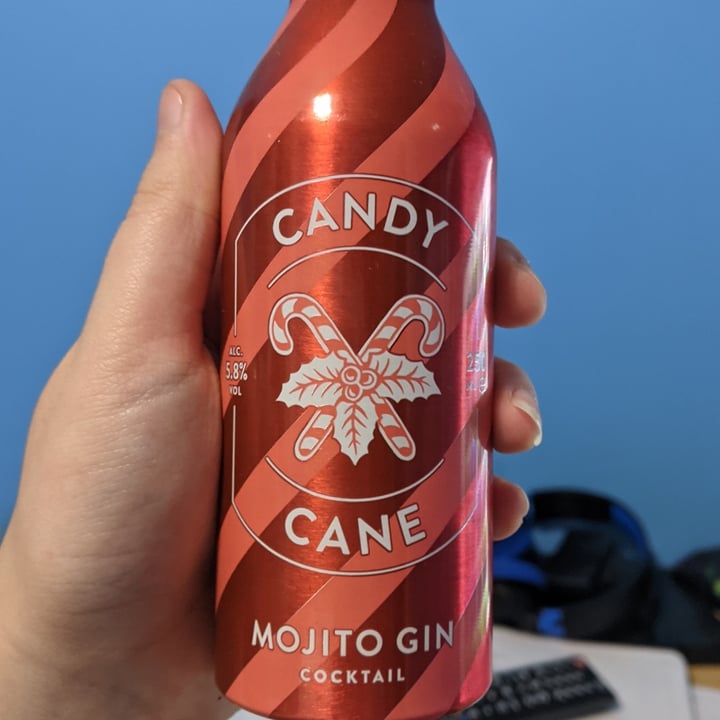 CANDY
ALC.
5.8%
VOL
CANE
MOJITO GIN
COCKTAIL